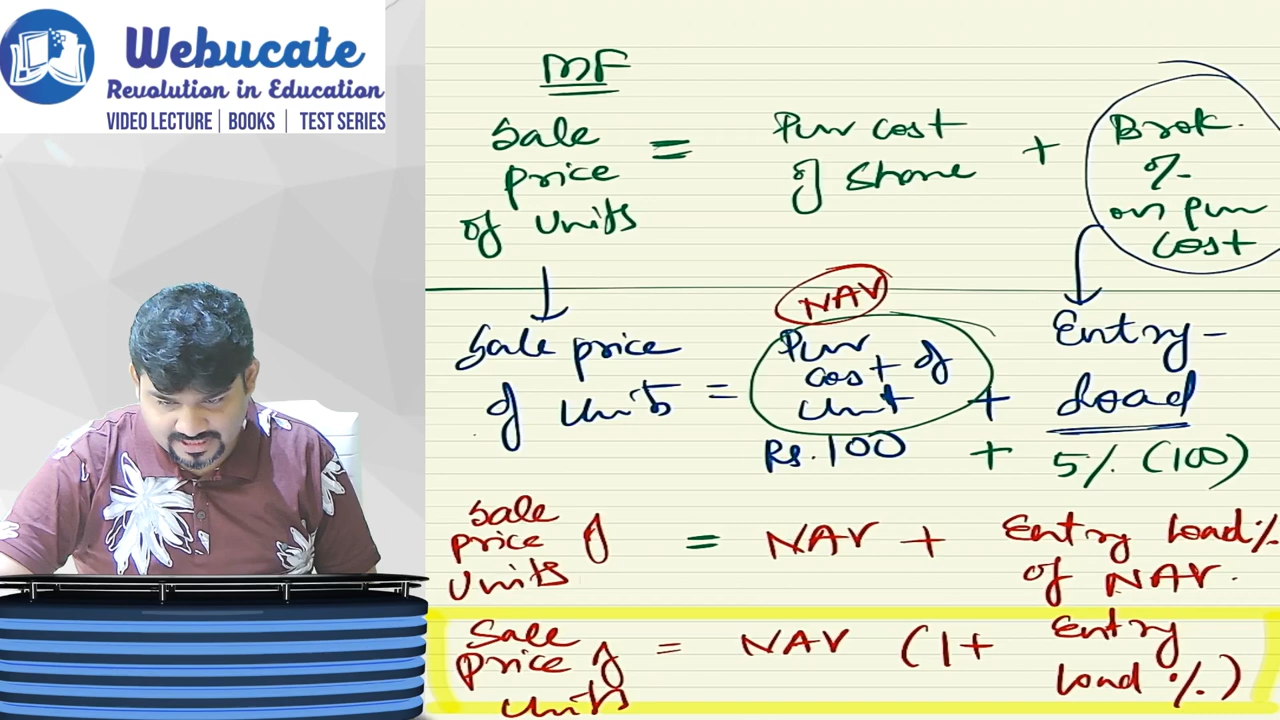 Webucate
Revolution in Education
VIDEO LECTURE | BOOKS | TEST SERIES
MF
Sale price of Units = Pur cost of Share + Brok. % on pur cost
NAV
Sale price of Unit = Pur cost of Unit + Entry-Load
Rs. 100 + 5% (100)
Sale price of Units = NAV + Entry Load% of NAV.
Sale price of Units = NAV (1+ Entry Load %)